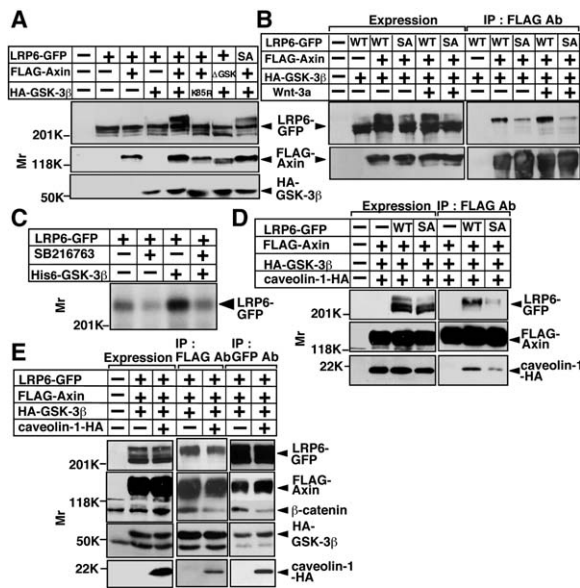 A
LRP6-GFP − + + + + + + SA
FLAG-Axin − − + − + + ΔGSK +
HA-GSK-3β − − − + + K85R + +
Mr
201K
118K
50K
LRP6-GFP
FLAG-Axin
HA-GSK-3β
B
Expression IP : FLAG Ab
LRP6-GFP − WT WT SA WT SA − WT WT SA WT SA
FLAG-Axin
HA-GSK-3β
Wnt-3a
C
LRP6-GFP + + + +
SB216763 − + − +
His6-GSK-3β − − + +
Mr
201K
LRP6-GFP
D
Expression IP : FLAG Ab
LRP6-GFP
FLAG-Axin
HA-GSK-3β
caveolin-1-HA
WT SA WT SA
Mr
201K
118K
22K
LRP6-GFP
FLAG-Axin
caveolin-1-HA
E
Expression IP : FLAG Ab IP : GFP Ab
LRP6-GFP − + + + + + +
FLAG-Axin − + + + + + +
HA-GSK-3β − + + + + + +
caveolin-1-HA − − + − + − +
Mr
201K
118K
50K
22K
LRP6-GFP
FLAG-Axin
β-catenin
HA-GSK-3β
caveolin-1-HA